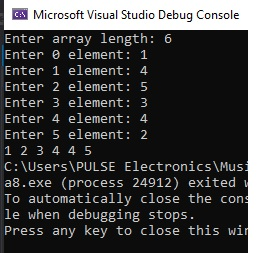 Microsoft Visual Studio Debug Console
Enter array length: 6
Enter 0 element: 1
Enter 1 element: 4
Enter 2 element: 5
Enter 3 element: 3
Enter 4 element: 4
Enter 5 element: 2
1 2 3 4 4 5
C:\Users\PULSE Electronics\Musi
a8.exe (process 24912) exited w
To automatically close the cons
le when debugging stops.
Press any key to close this win